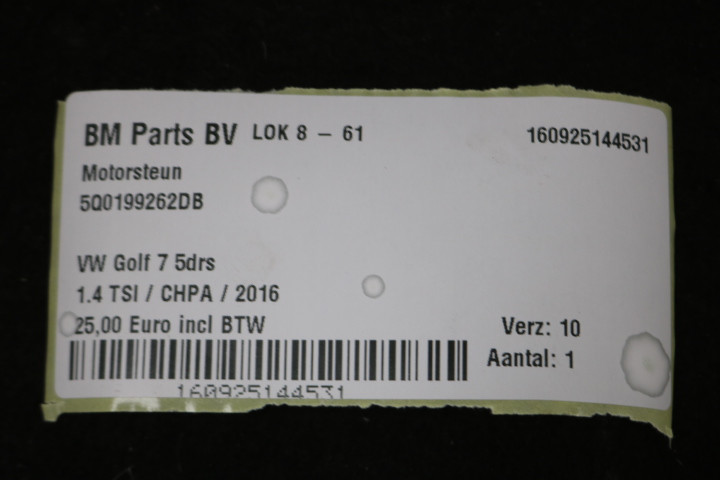 BM Parts BV LOK 8 - 61 160925144531
Motorsteun
5Q0199262DB
VW Golf 7 5drs
1.4 TSI / CHPA / 2016
25,00 Euro incl BTW Verz: 10
Aantal: 1
160925144531